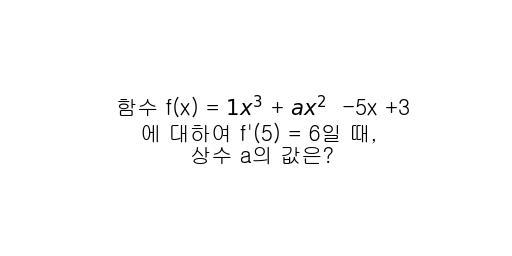 함수 f(x) = 1x³ + ax² -5x +3
에 대하여 f'(5) = 6일 때,
상수 a의 값은?